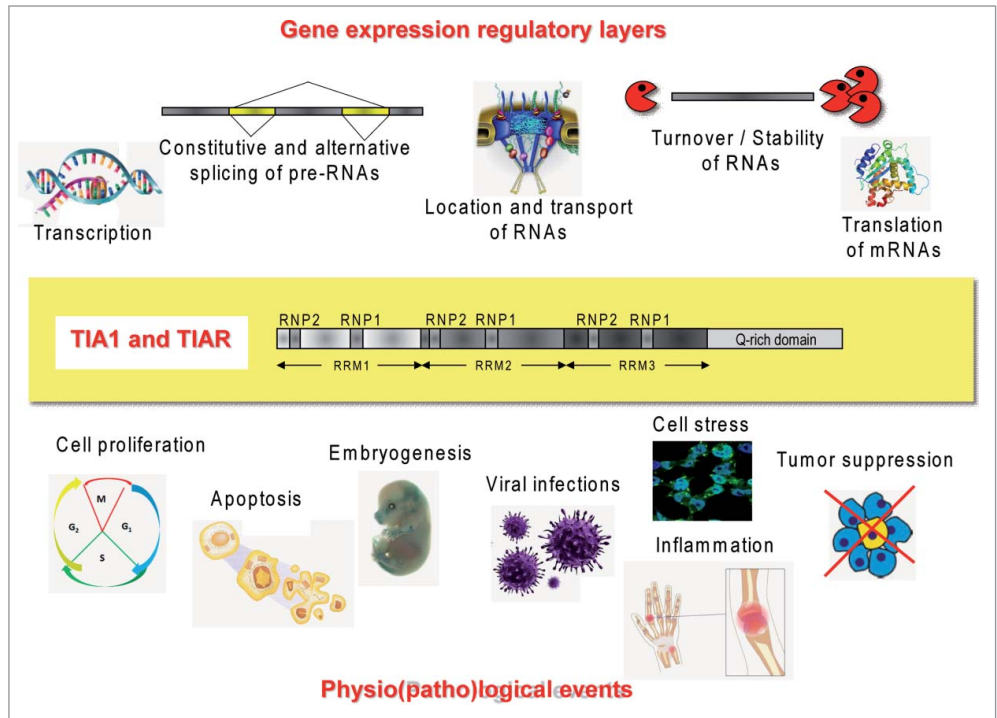 Gene expression regulatory layers
Constitutive and alternative
splicing of pre-RNAs
Turnover / Stability
of RNAs
Transcription
Location and transport
of RNAs
Translation
of mRNAs
TIA1 and TIAR
RNP2 RNP1 RNP2 RNP1 RNP2 RNP1
Q-rich domain
RRM1 RRM2 RRM3
Cell proliferation
Embryogenesis
Cell stress
Tumor suppression
Apoptosis
Viral infections
Inflammation
M
G2
G1
S
Physio(patho)logical events